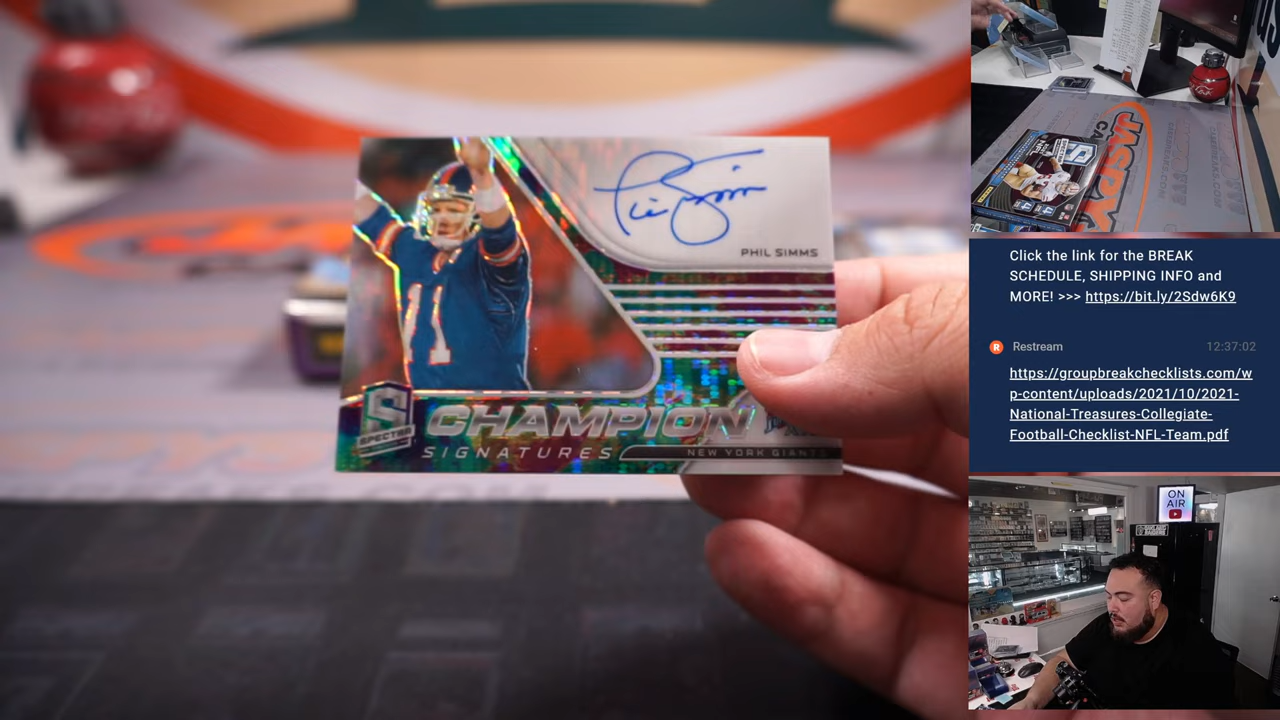 PHIL SIMMS
11
SPECTRA
CHAMPION
SIGNATURES
NEW YORK GIANTS
JASPY
Click the link for the BREAK
SCHEDULE, SHIPPING INFO and
MORE! >>> https://bit.ly/2Sdw6K9
Restream 12:37:02
https://groupbreakchecklists.com/w
p-content/uploads/2021/10/2021-
National-Treasures-Collegiate-
Football-Checklist-NFL-Team.pdf
ON
AIR